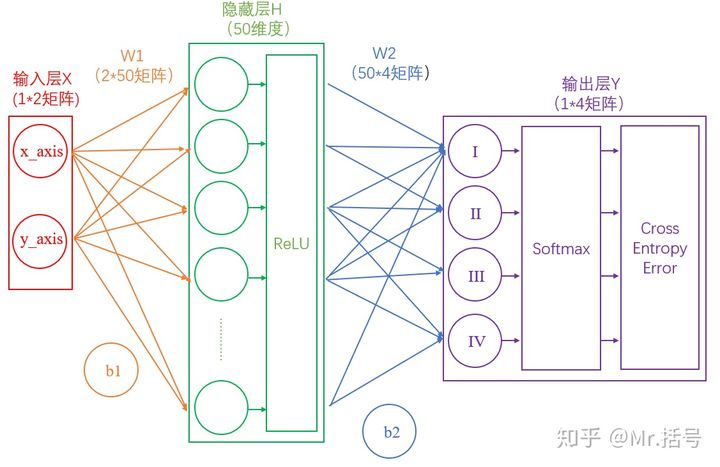 输入层X
(1*2矩阵)
x_axis
y_axis
W1
(2*50矩阵)
b1
隐藏层H
(50维度)
ReLU
W2
（50*4矩阵）
b2
输出层Y
（1*4矩阵）
I
II
III
IV
Softmax
Cross
Entropy
Error
知乎 @Mr.括号